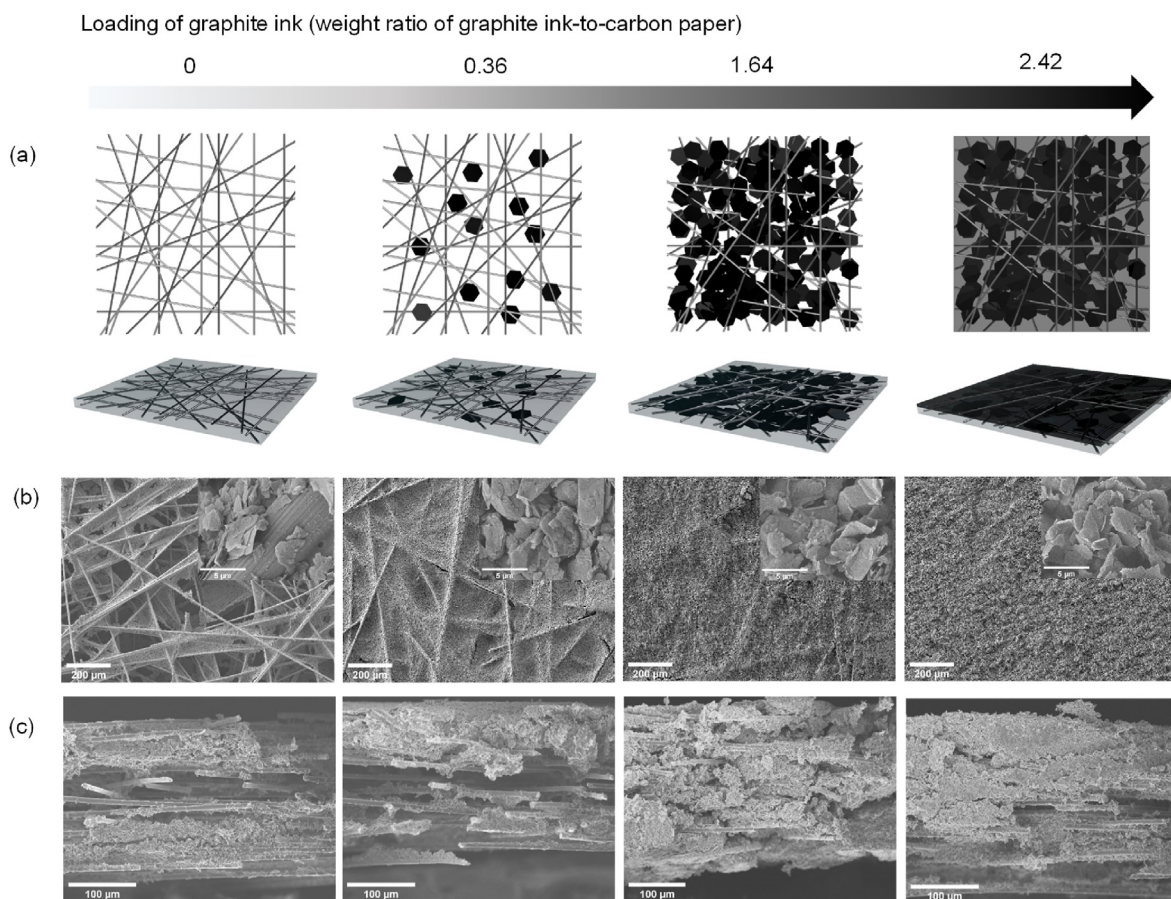 Loading of graphite ink (weight ratio of graphite ink-to-carbon paper)
0 0.36 1.64 2.42
(a)
(b)
5 µm 5 µm 5 µm 5 µm
200 µm 200 µm 200 µm 200 µm
(c)
100 µm 100 µm 100 µm 100 µm